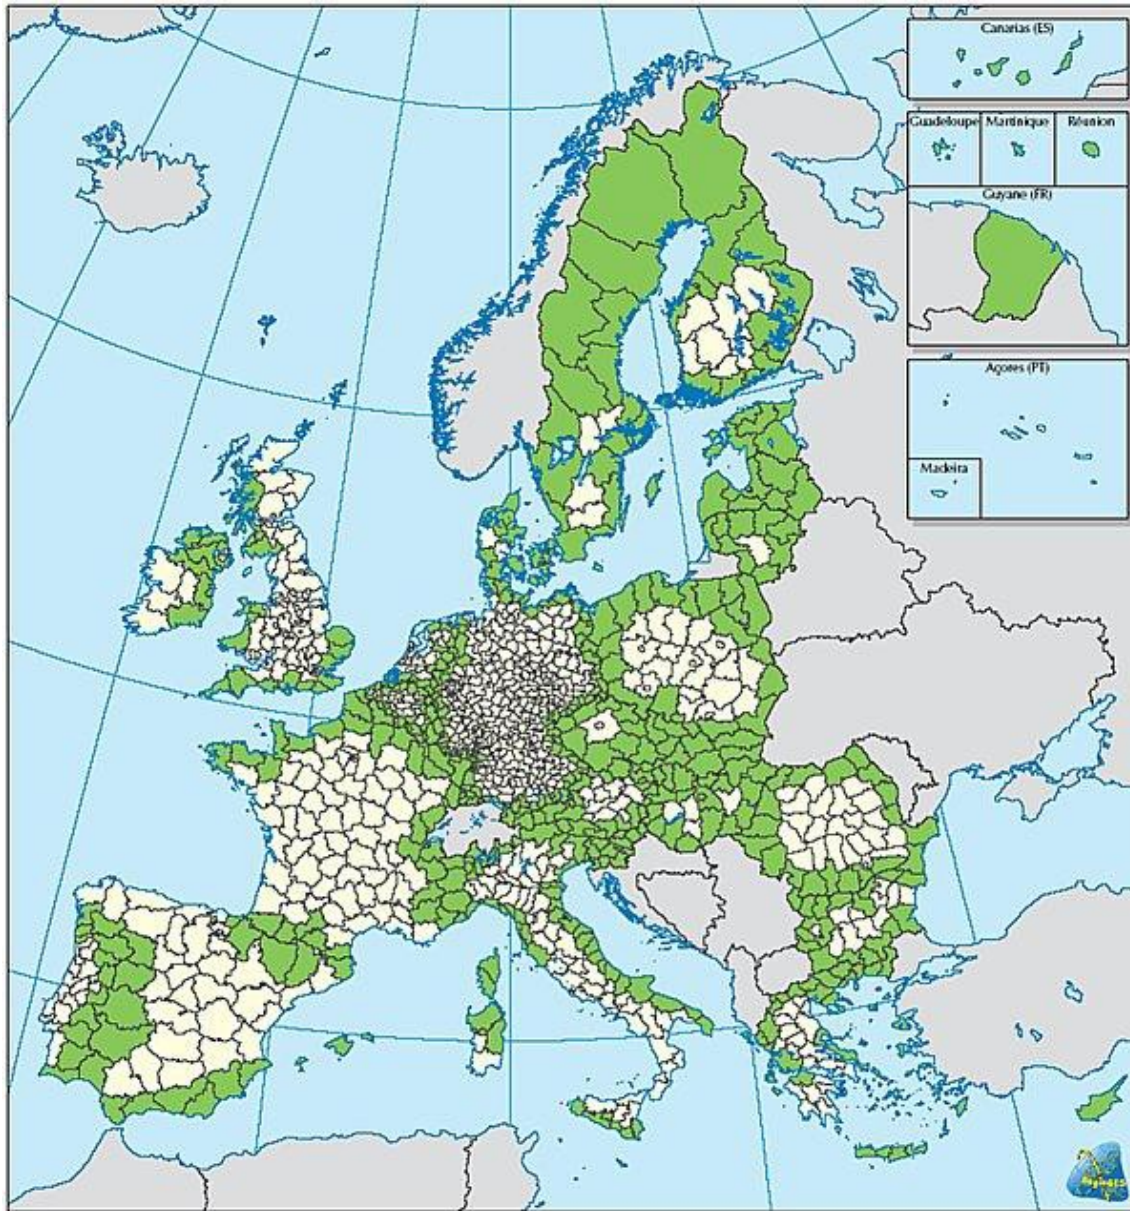 Canarias (ES)
Guadeloupe
Martinique
Réunion
Guyane (FR)
Açores (PT)
Madeira